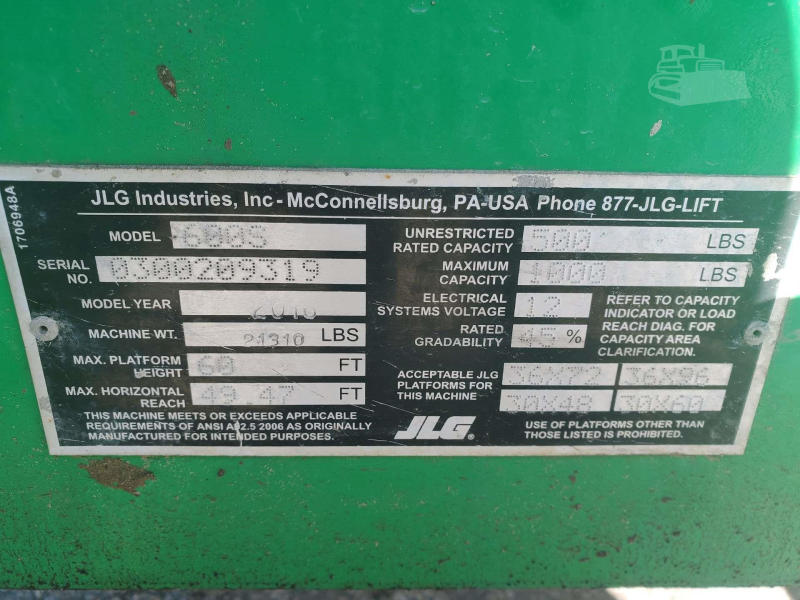 JLG Industries, Inc - McConnellsburg, PA-USA Phone 877-JLG-LIFT
1706948A
MODEL 600S
SERIAL NO. 0300209319
MODEL YEAR
MACHINE WT. 21310 LBS
MAX. PLATFORM HEIGHT 60 FT
MAX. HORIZONTAL REACH 49.47 FT
THIS MACHINE MEETS OR EXCEEDS APPLICABLE
REQUIREMENTS OF ANSI A92.5 2006 AS ORIGINALLY
MANUFACTURED FOR INTENDED PURPOSES.
UNRESTRICTED RATED CAPACITY 500 LBS
MAXIMUM CAPACITY 1000 LBS
ELECTRICAL SYSTEMS VOLTAGE 12
RATED GRADABILITY 45 %
REFER TO CAPACITY
INDICATOR OR LOAD
REACH DIAG. FOR
CAPACITY AREA
CLARIFICATION.
ACCEPTABLE JLG
PLATFORMS FOR
THIS MACHINE
36X72 36X96
30X48 30X60
JLG®
USE OF PLATFORMS OTHER THAN
THOSE LISTED IS PROHIBITED.